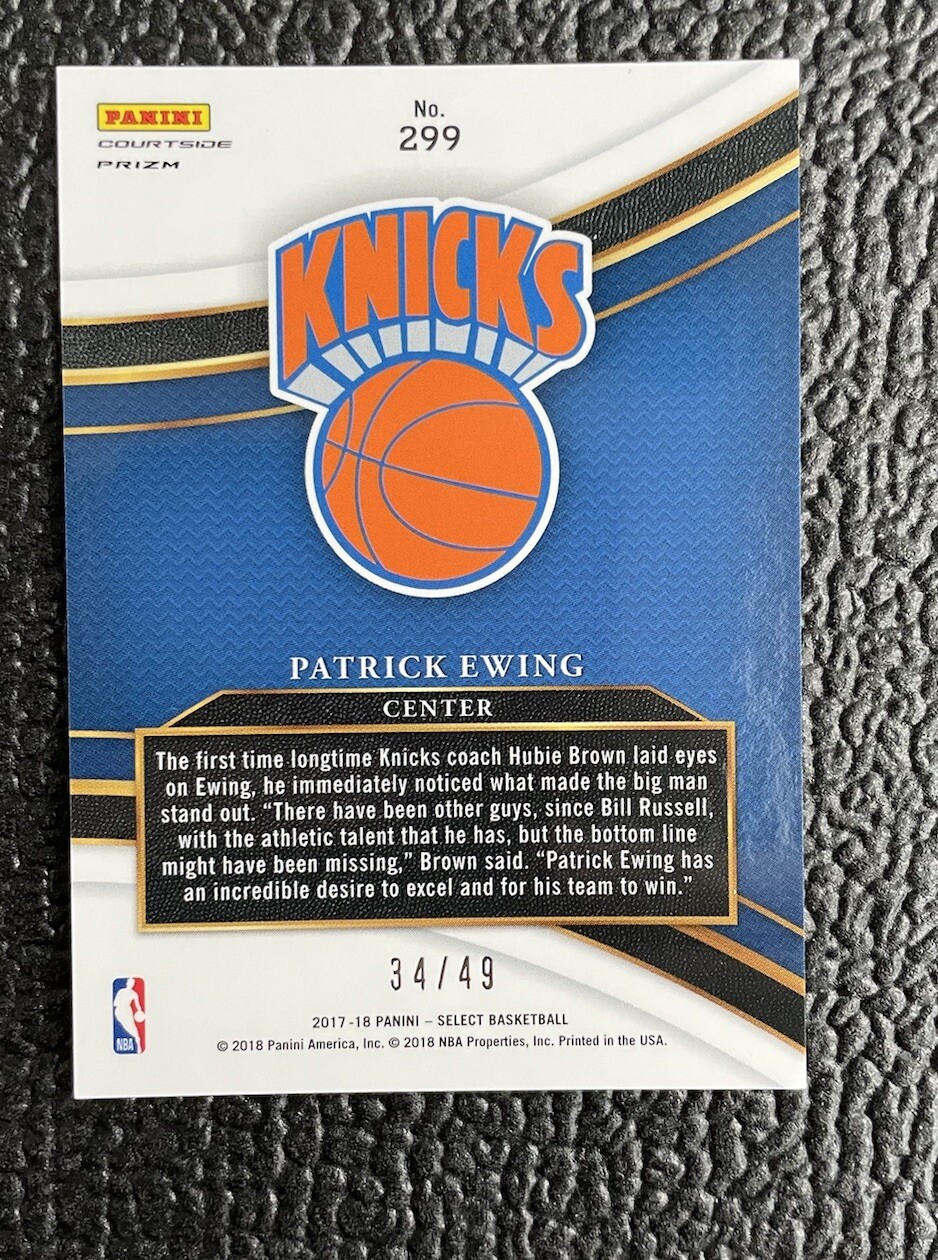 PANINI
COURTSIDE
PRIZM
No.
299
KNICKS
PATRICK EWING
CENTER
The first time longtime Knicks coach Hubie Brown laid eyes
on Ewing, he immediately noticed what made the big man
stand out. “There have been other guys, since Bill Russell,
with the athletic talent that he has, but the bottom line
might have been missing,” Brown said. “Patrick Ewing has
an incredible desire to excel and for his team to win.”
34/49
NBA
2017-18 PANINI – SELECT BASKETBALL
© 2018 Panini America, Inc. © 2018 NBA Properties, Inc. Printed in the USA.